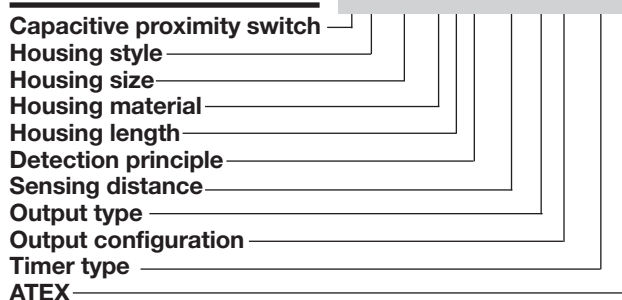 Capacitive proximity switch
Housing style
Housing size
Housing material
Housing length
Detection principle
Sensing distance
Output type
Output configuration
Timer type
ATEX